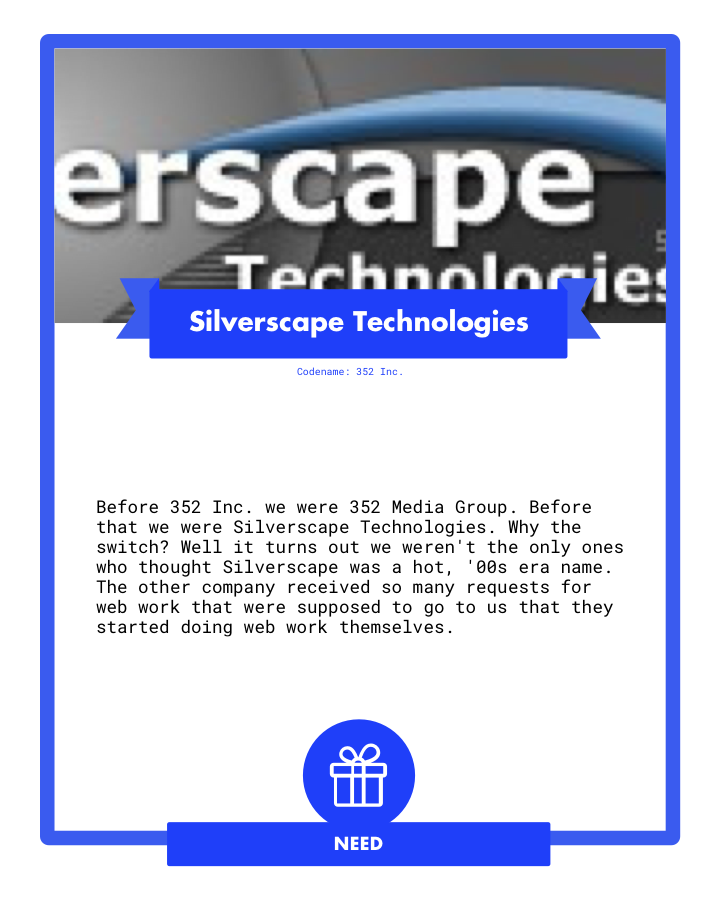 erscape
Technologies
Silverscape Technologies
Codename: 352 Inc.
Before 352 Inc. we were 352 Media Group. Before
that we were Silverscape Technologies. Why the
switch? Well it turns out we weren't the only ones
who thought Silverscape was a hot, '00s era name.
The other company received so many requests for
web work that were supposed to go to us that they
started doing web work themselves.
NEED